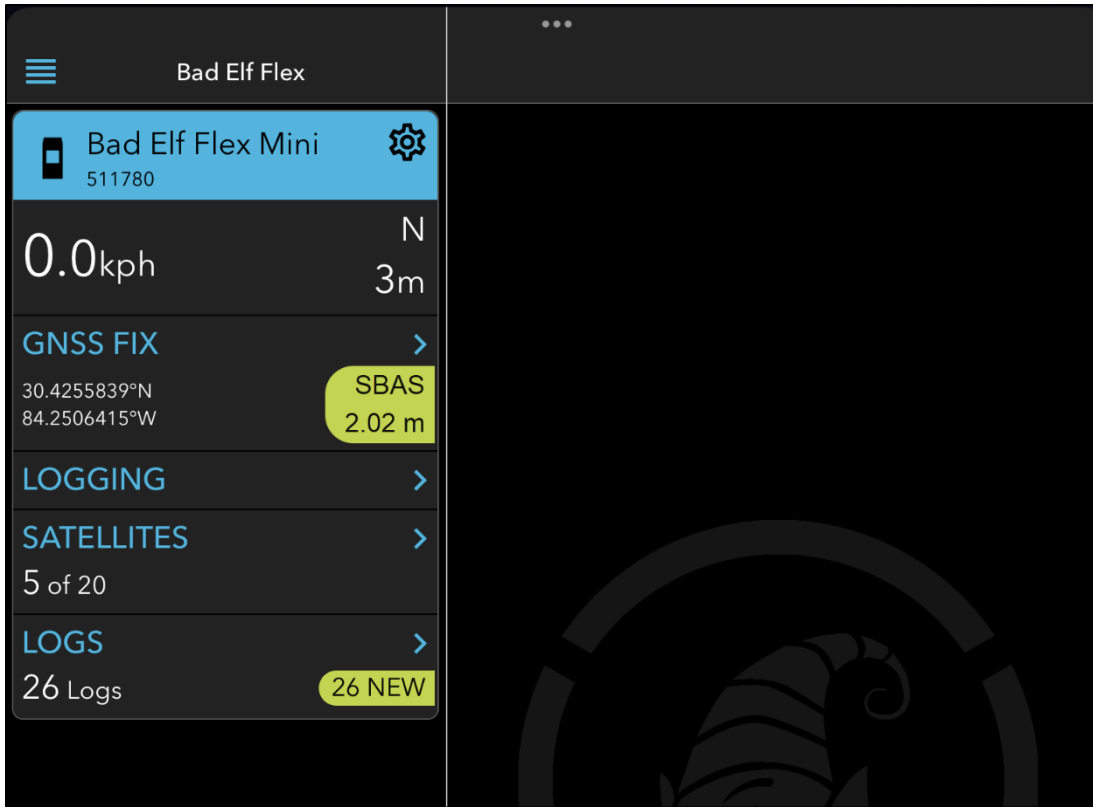 Bad Elf Flex
Bad Elf Flex Mini
511780
0.0kph
N
3m
GNSS FIX
30.4255839°N
84.2506415°W
SBAS
2.02 m
LOGGING
SATELLITES
5 of 20
LOGS
26 Logs
26 NEW